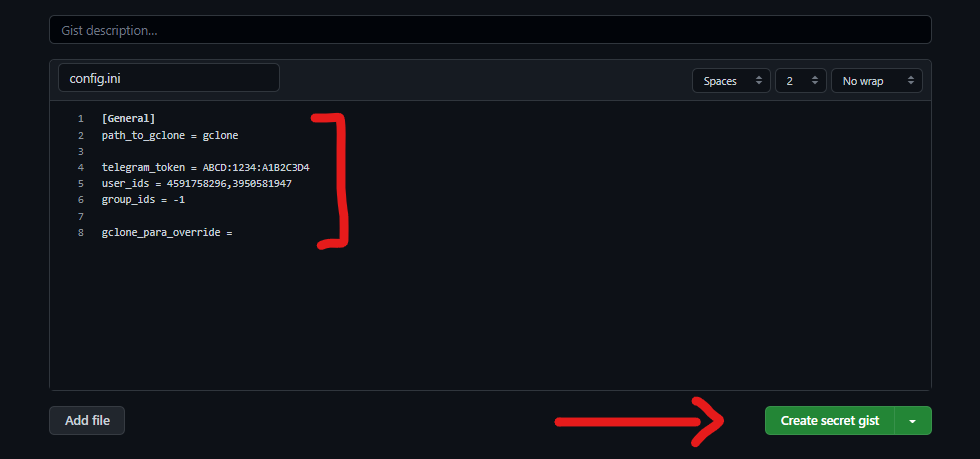 Gist description...
config.ini
Spaces
2
No wrap
1 [General]
2 path_to_gclone = gclone
3
4 telegram_token = ABCD:1234:A1B2C3D4
5 user_ids = 4591758296,3950581947
6 group_ids = -1
7
8 gclone_para_override =
Add file
Create secret gist